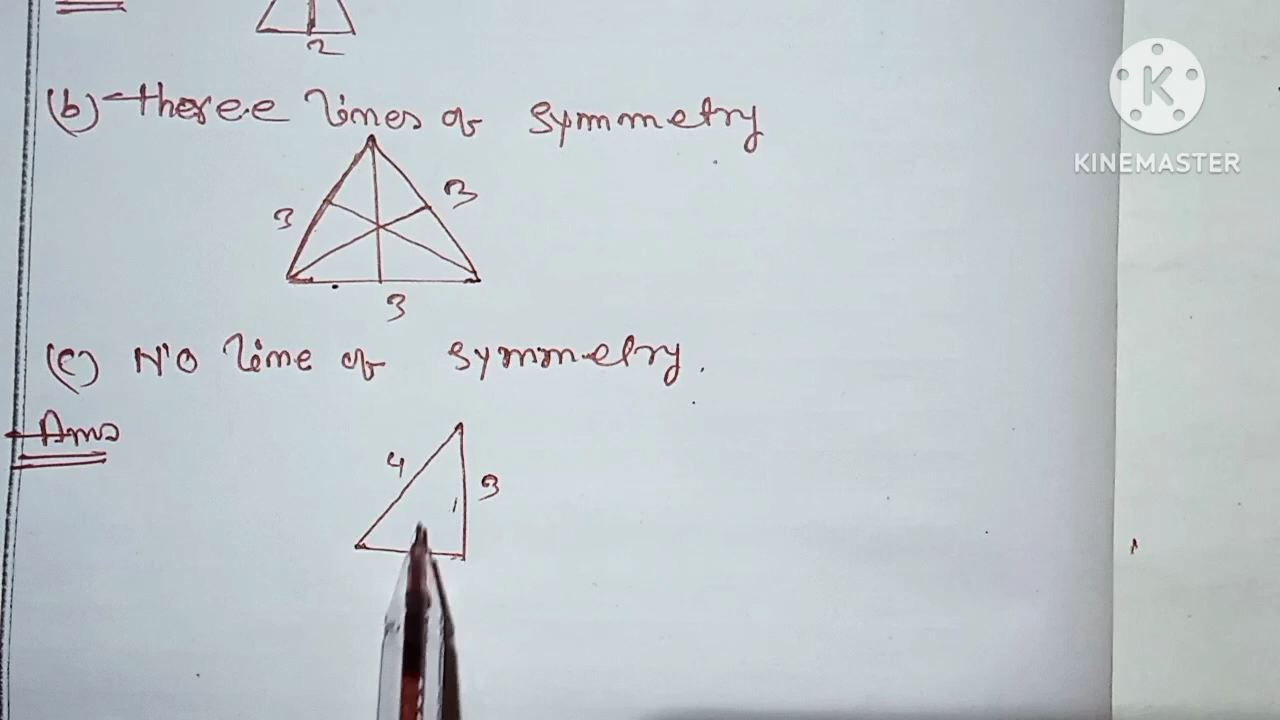 2
(b) three lines of symmetry
3
3
3
(c) No line of symmetry.
Ans
4
3
K
KINEMASTER